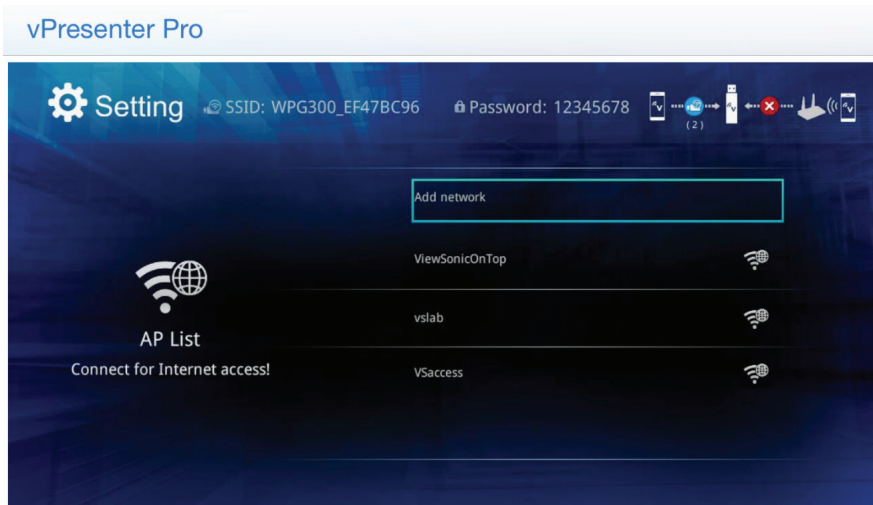 vPresenter Pro
Setting SSID: WPG300_EF47BC96 Password: 12345678
(2)
Add network
ViewSonicOnTop
vslab
AP List
Connect for Internet access!
VSaccess